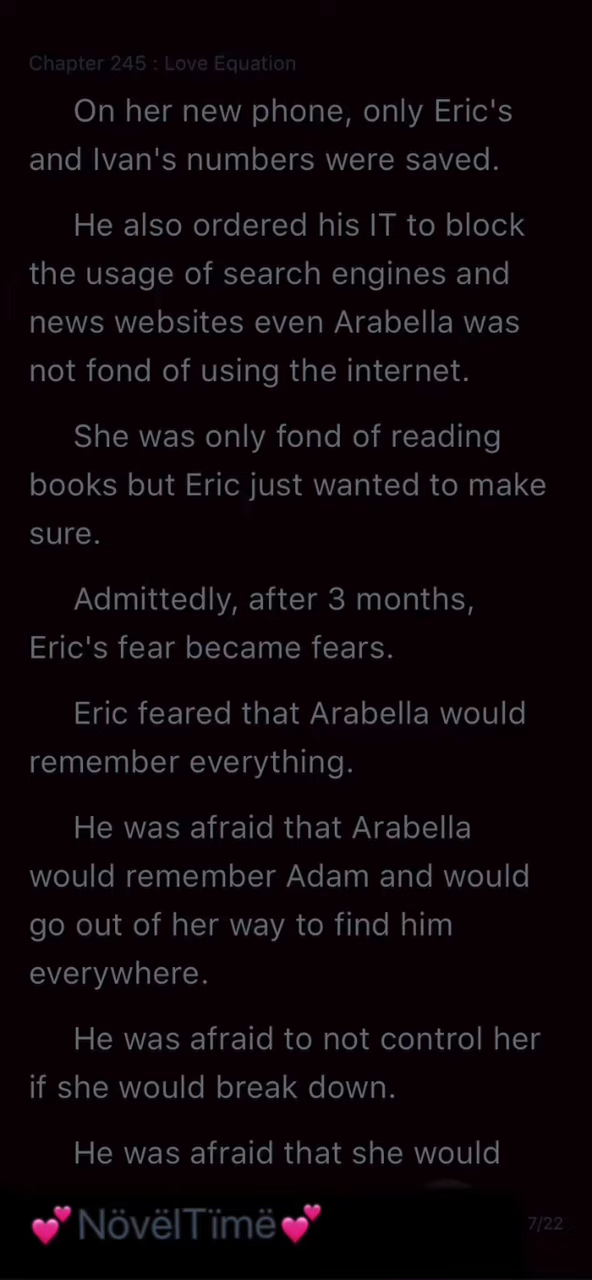 Chapter 245 : Love Equation
On her new phone, only Eric's
and Ivan's numbers were saved.
He also ordered his IT to block
the usage of search engines and
news websites even Arabella was
not fond of using the internet.
She was only fond of reading
books but Eric just wanted to make
sure.
Admittedly, after 3 months,
Eric's fear became fears.
Eric feared that Arabella would
remember everything.
He was afraid that Arabella
would remember Adam and would
go out of her way to find him
everywhere.
He was afraid to not control her
if she would break down.
He was afraid that she would
💕NövëlTïmë💕
7/22